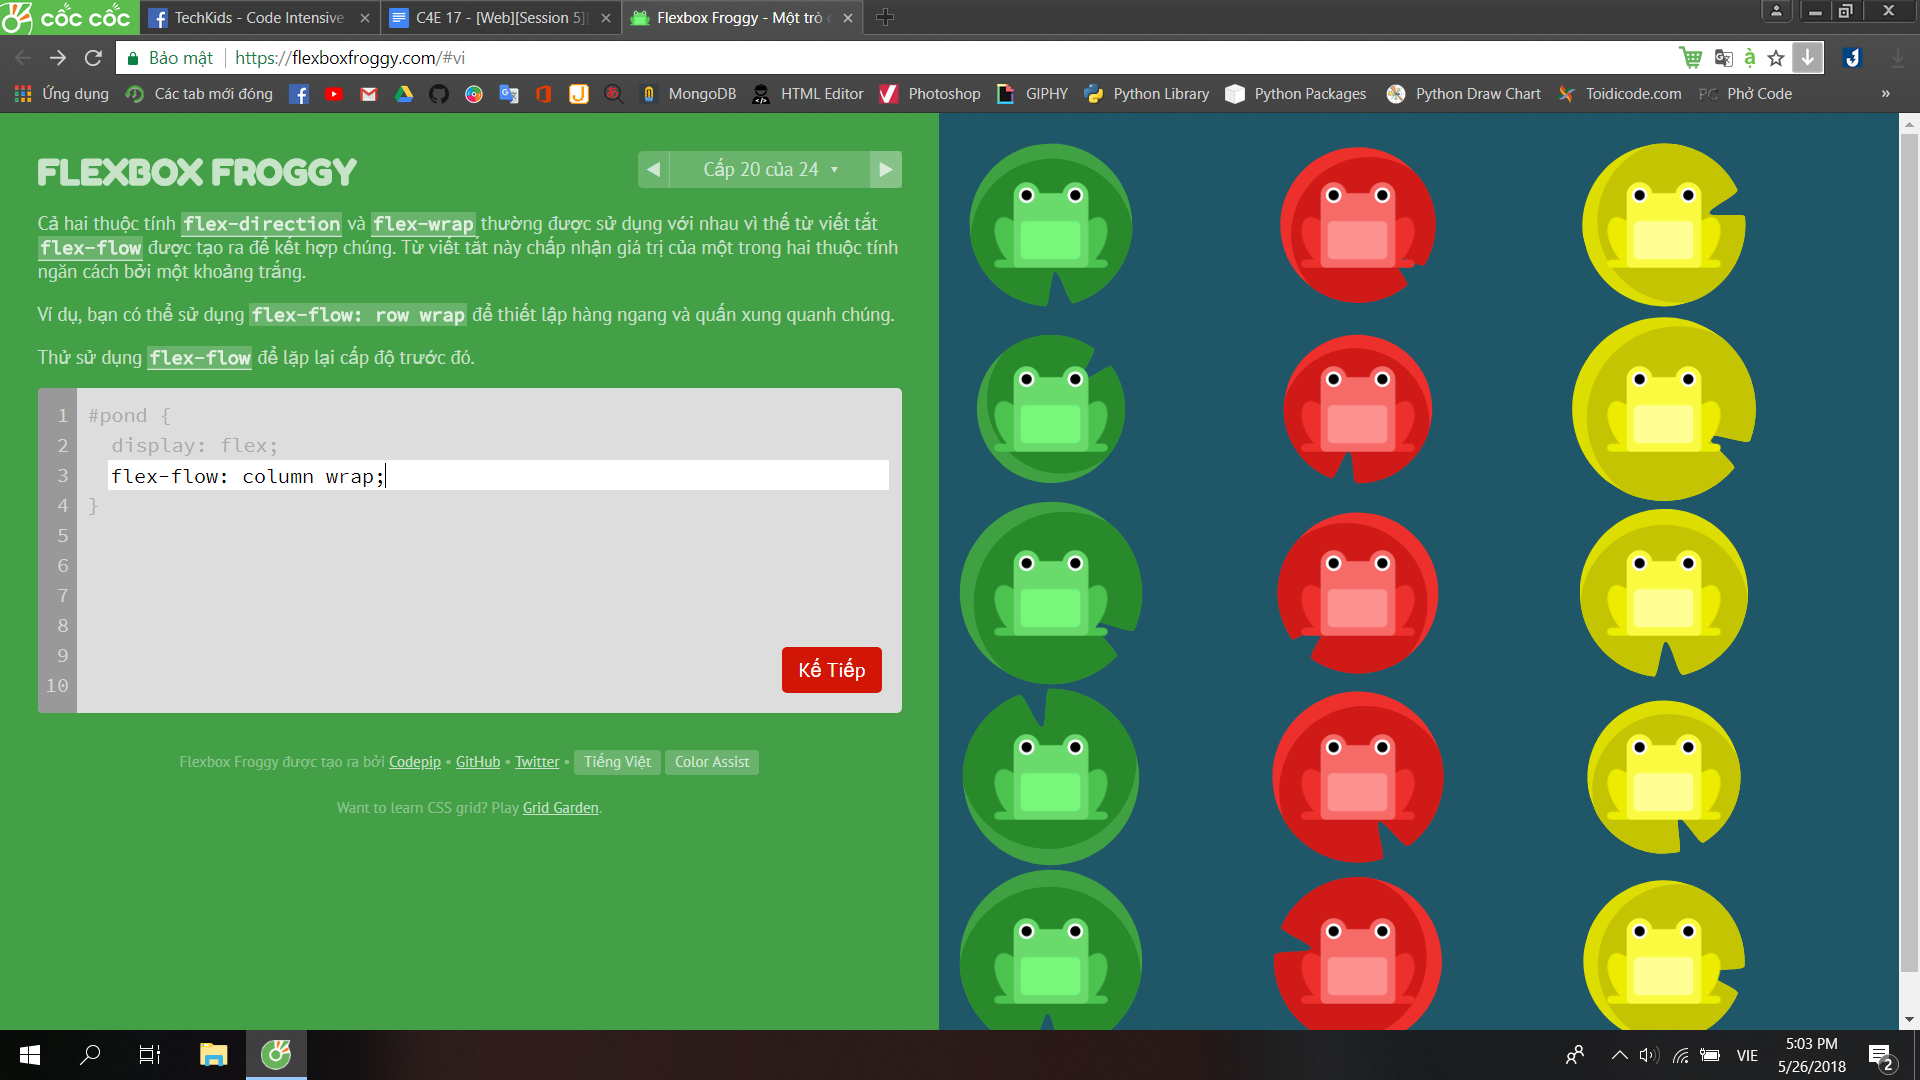 cốc cốc
TechKids - Code Intensive
C4E 17 - [Web][Session 5]
Flexbox Froggy - Một trò
Bảo mật
https://flexboxfroggy.com/#vi
Ứng dụng
Các tab mới đóng
MongoDB
HTML Editor
Photoshop
GIPHY
Python Library
Python Packages
Python Draw Chart
Toidicode.com
PC
Phở Code
»
FLEXBOX FROGGY
◀ Cấp 20 của 24 ▾ ▶
Cả hai thuộc tính flex-direction và flex-wrap thường được sử dụng với nhau vì thế từ viết tắt
flex-flow được tạo ra để kết hợp chúng. Từ viết tắt này chấp nhận giá trị của một trong hai thuộc tính
ngăn cách bởi một khoảng trắng.
Ví dụ, bạn có thể sử dụng flex-flow: row wrap để thiết lập hàng ngang và quấn xung quanh chúng.
Thử sử dụng flex-flow để lặp lại cấp độ trước đó.
1 #pond {
2 display: flex;
3 flex-flow: column wrap;
4 }
5
6
7
8
9
10
Kế Tiếp
Flexbox Froggy được tạo ra bởi Codepip • GitHub • Twitter • Tiếng Việt Color Assist
Want to learn CSS grid? Play Grid Garden.
VIE
5:03 PM
5/26/2018
2